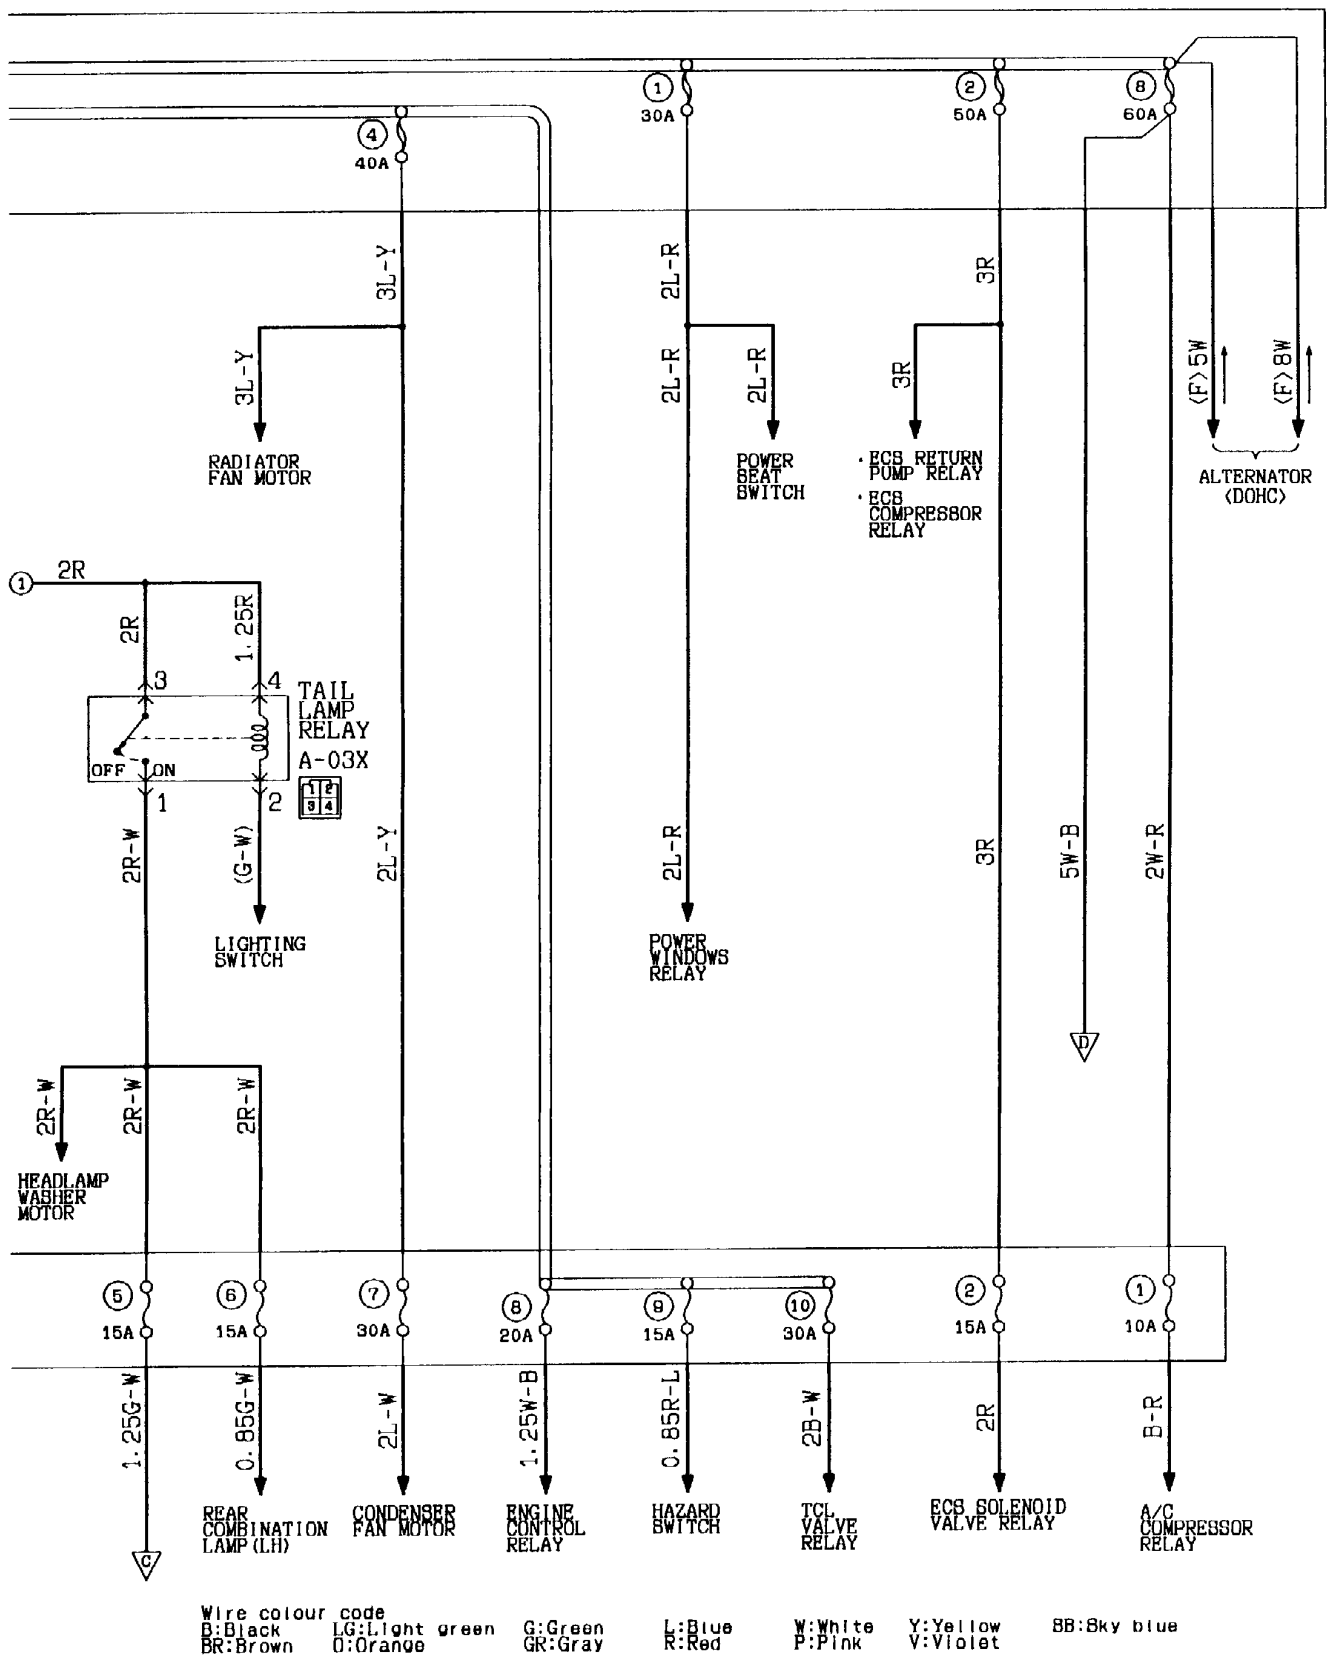 1
30A
2
50A
8
60A
4
40A
3L-Y
2L-R
3R
3L-Y
2L-R
2L-R
3R
<F>5W
<F>8W
RADIATOR
FAN MOTOR
POWER
SEAT
SWITCH
· ECS RETURN
PUMP RELAY
· ECS
COMPRESSOR
RELAY
ALTERNATOR
<DOHC>
1
2R
2R
1.25R
3
4
TAIL
LAMP
RELAY
A-03X
OFF
ON
1 2
3 4
1
2
2R-W
(G-W)
2L-Y
2L-R
3R
5W-B
2W-R
LIGHTING
SWITCH
POWER
WINDOWS
RELAY
D
2R-W
2R-W
2R-W
HEADLAMP
WASHER
MOTOR
5
15A
6
15A
7
30A
8
20A
9
15A
10
30A
2
15A
1
10A
1.25G-W
0.85G-W
2L-W
1.25W-B
0.85R-L
2B-W
2R
B-R
C
REAR
COMBINATION
LAMP(LH)
CONDENSER
FAN MOTOR
ENGINE
CONTROL
RELAY
HAZARD
SWITCH
TCL
VALVE
RELAY
ECS SOLENOID
VALVE RELAY
A/C
COMPRESSOR
RELAY
Wire colour code
B:Black LG:Light green G:Green L:Blue W:White Y:Yellow SB:Sky blue
BR:Brown O:Orange GR:Gray R:Red P:Pink V:Violet